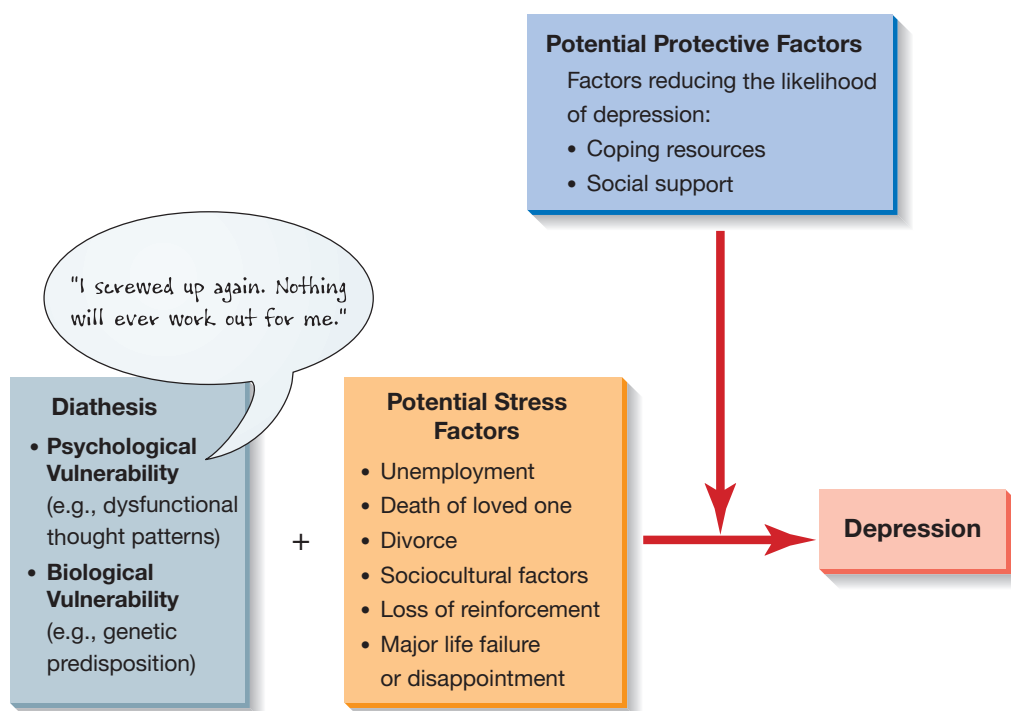 Potential Protective Factors
Factors reducing the likelihood
of depression:
• Coping resources
• Social support
"I screwed up again. Nothing
will ever work out for me."
Diathesis
• Psychological
Vulnerability
(e.g., dysfunctional
thought patterns)
• Biological
Vulnerability
(e.g., genetic
predisposition)
+
Potential Stress
Factors
• Unemployment
• Death of loved one
• Divorce
• Sociocultural factors
• Loss of reinforcement
• Major life failure
or disappointment
Depression